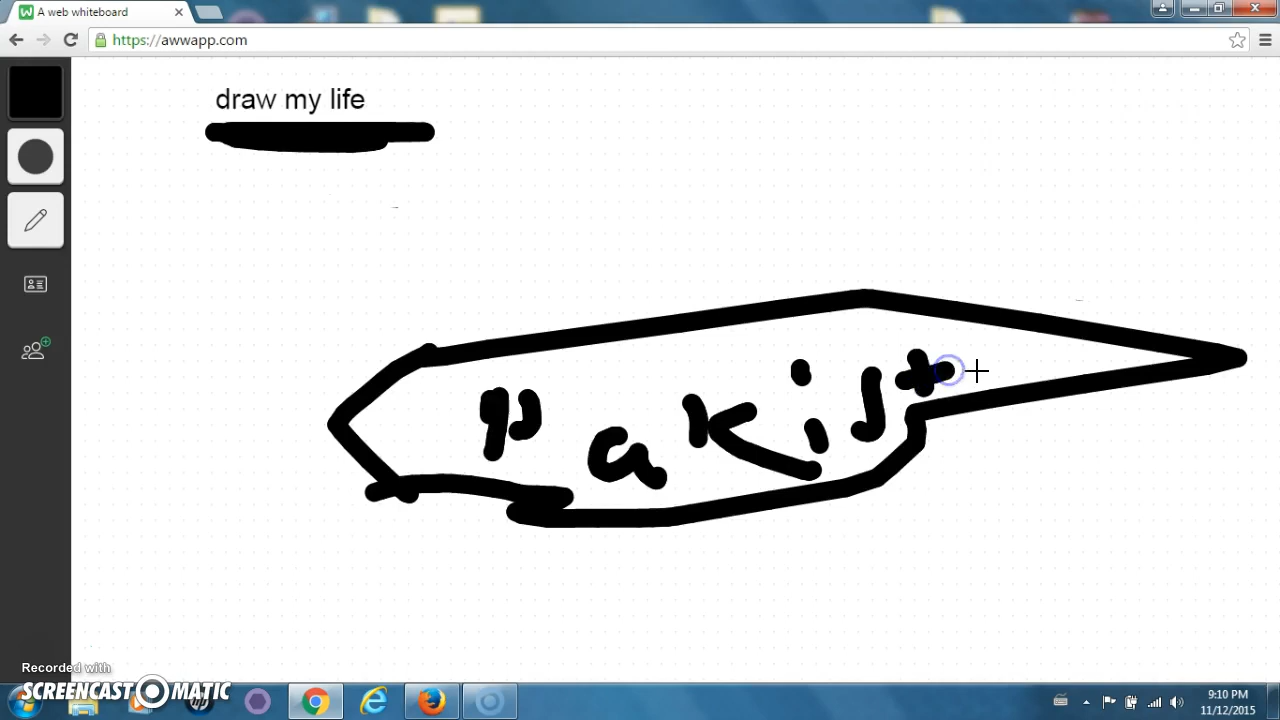 A web whiteboard
https://awwapp.com
draw my life
pakist
Recorded with
SCREENCAST-O-MATIC
9:10 PM
11/12/2015